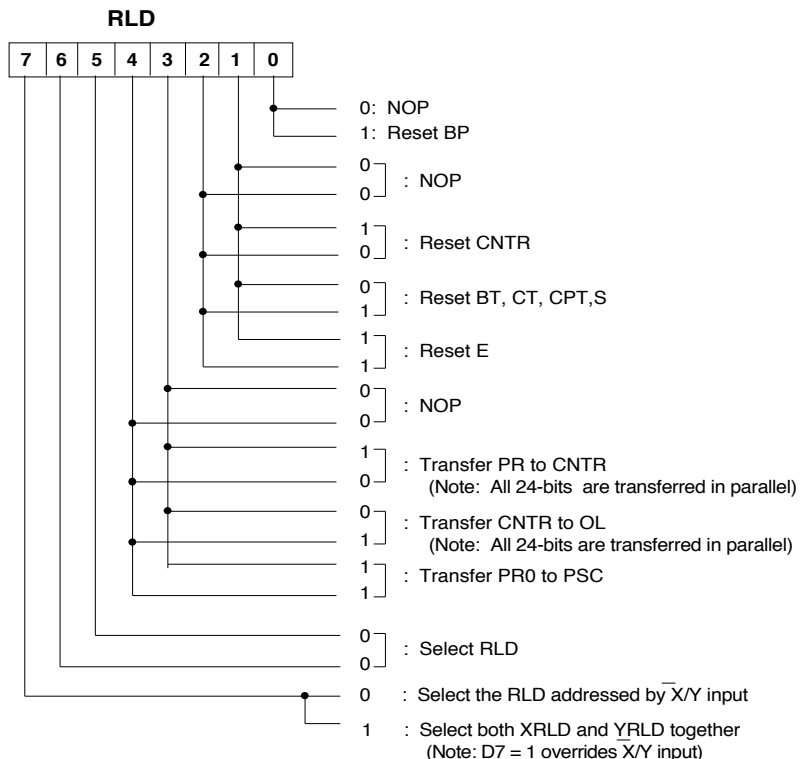 RLD
7 6 5 4 3 2 1 0
0: NOP
1: Reset BP
0
0
: NOP
1
0
: Reset CNTR
0
1
: Reset BT, CT, CPT,S
1
1
: Reset E
0
0
: NOP
1
0
: Transfer PR to CNTR
(Note: All 24-bits are transferred in parallel)
0
1
: Transfer CNTR to OL
(Note: All 24-bits are transferred in parallel)
1
1
: Transfer PR0 to PSC
0
0
: Select RLD
0 : Select the RLD addressed by X̅/Y input
1 : Select both XRLD and YRLD together
(Note: D7 = 1 overrides X̅/Y input)